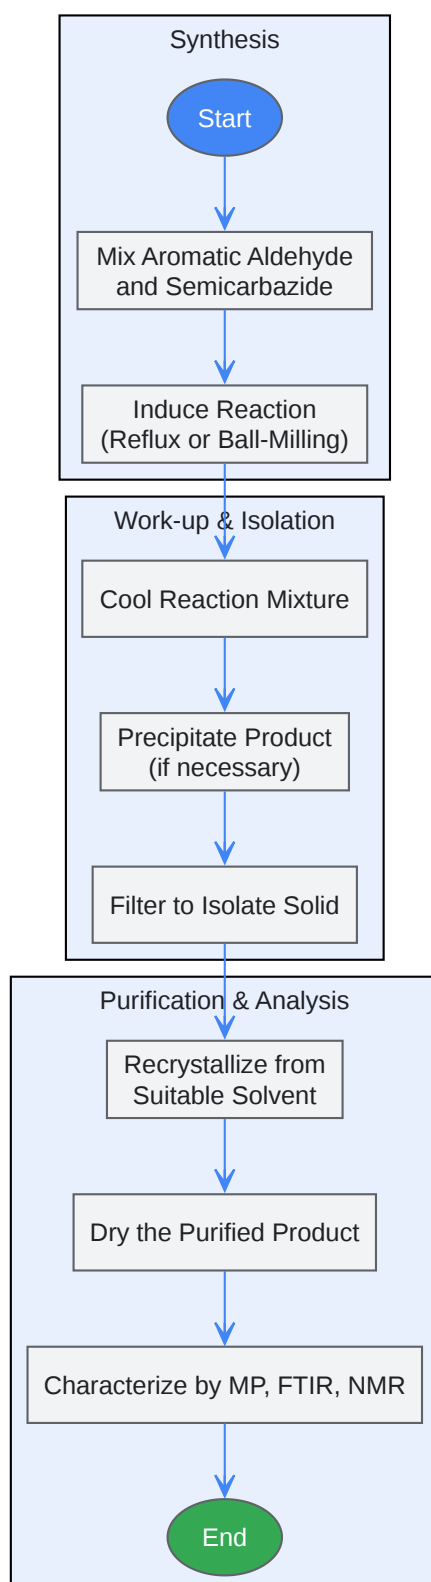 Synthesis
Start
Mix Aromatic Aldehyde
and Semicarbazide
Induce Reaction
(Reflux or Ball-Milling)
Work-up & Isolation
Cool Reaction Mixture
Precipitate Product
(if necessary)
Filter to Isolate Solid
Purification & Analysis
Recrystallize from
Suitable Solvent
Dry the Purified Product
Characterize by MP, FTIR, NMR
End